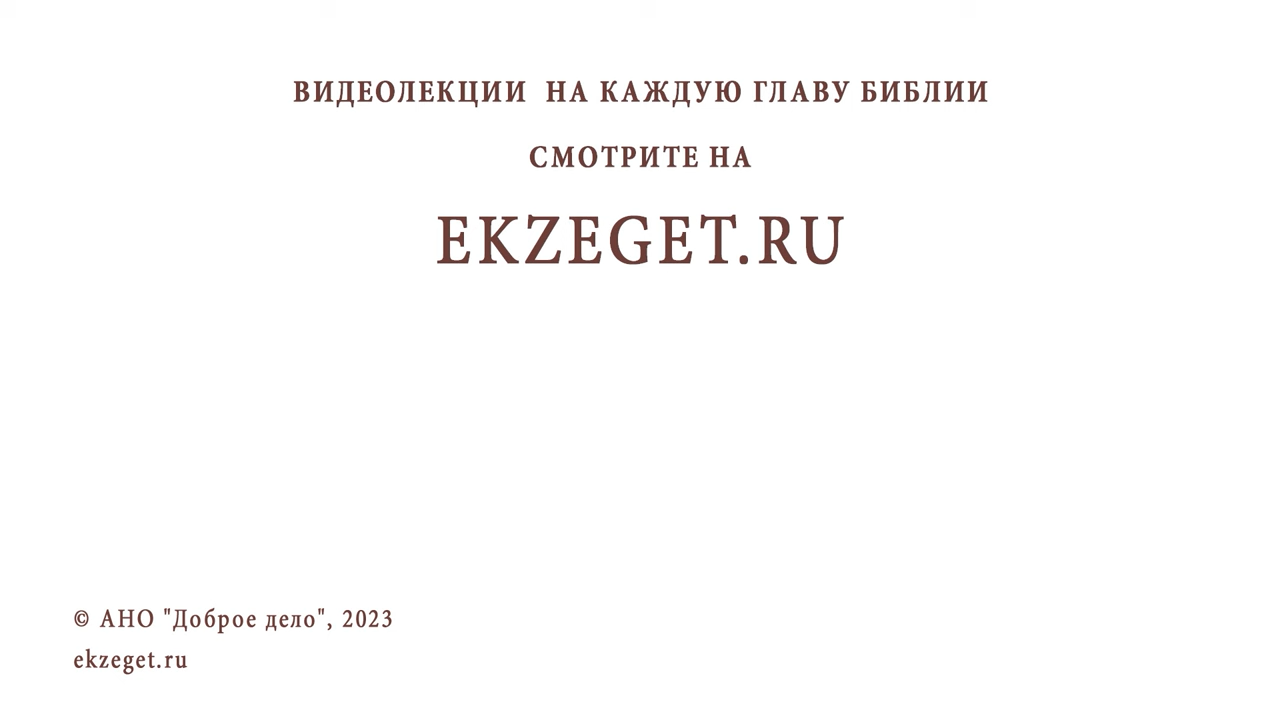 ВИДЕОЛЕКЦИИ НА КАЖДУЮ ГЛАВУ БИБЛИИ
СМОТРИТЕ НА
EKZEGET.RU
© АНО "Доброе дело", 2023
ekzeget.ru